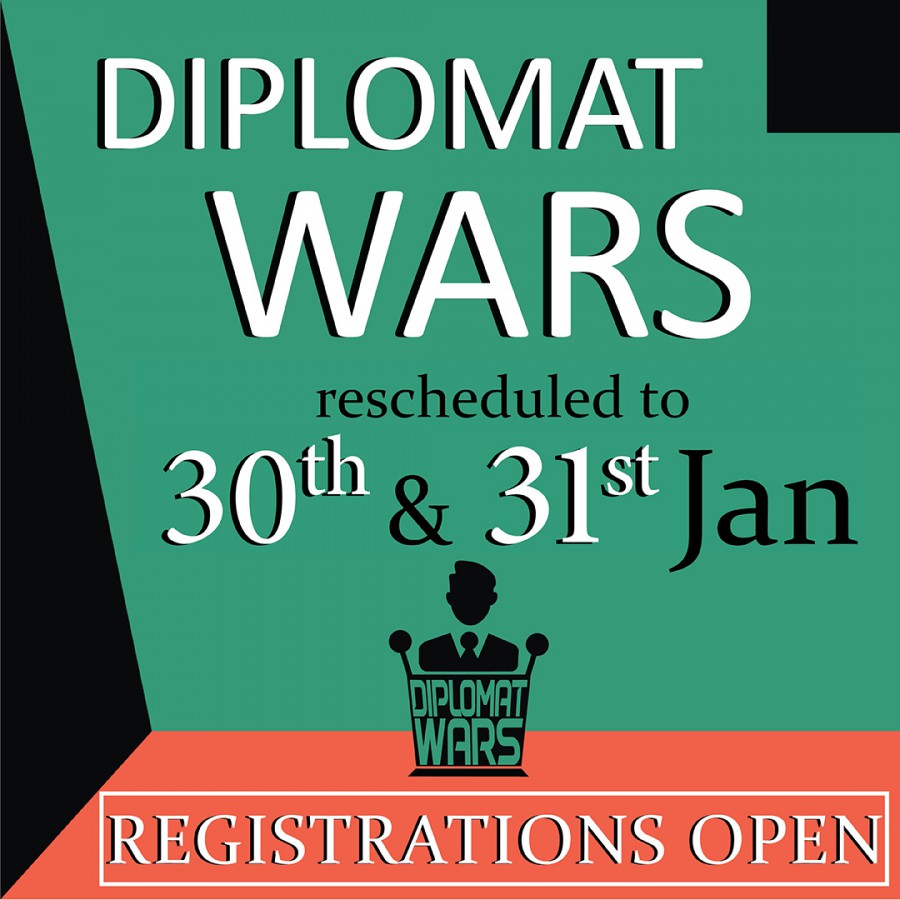 DIPLOMAT
WARS
rescheduled to
30th & 31st Jan
DIPLOMAT
WARS
REGISTRATIONS OPEN